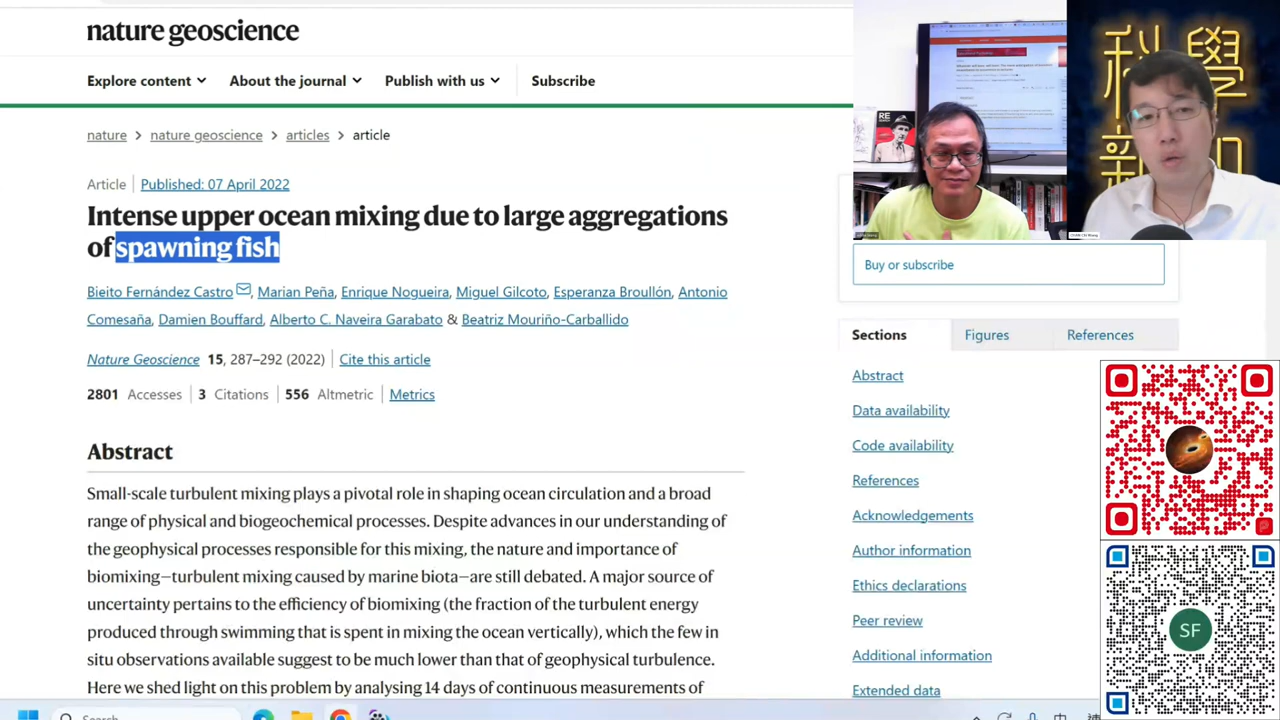 nature geoscience
Explore content
About the journal
Publish with us
Subscribe
nature > nature geoscience > articles > article
Article | Published: 07 April 2022
Intense upper ocean mixing due to large aggregations
of spawning fish
Bieito Fernández Castro, Marian Peña, Enrique Nogueira, Miguel Gilcoto, Esperanza Broullón, Antonio
Comesaña, Damien Bouffard, Alberto C. Naveira Garabato & Beatriz Mouriño-Carballido
Nature Geoscience 15, 287–292 (2022) | Cite this article
2801 Accesses | 3 Citations | 556 Altmetric | Metrics
Abstract
Small-scale turbulent mixing plays a pivotal role in shaping ocean circulation and a broad
range of physical and biogeochemical processes. Despite advances in our understanding of
the geophysical processes responsible for this mixing, the nature and importance of
biomixing—turbulent mixing caused by marine biota—are still debated. A major source of
uncertainty pertains to the efficiency of biomixing (the fraction of the turbulent energy
produced through swimming that is spent in mixing the ocean vertically), which the few in
situ observations available suggest to be much lower than that of geophysical turbulence.
Here we shed light on this problem by analysing 14 days of continuous measurements of
Buy or subscribe
Sections
Figures
References
Abstract
Data availability
Code availability
References
Acknowledgements
Author information
Ethics declarations
Peer review
Additional information
Extended data
科學
新
RE
SF
Search
中